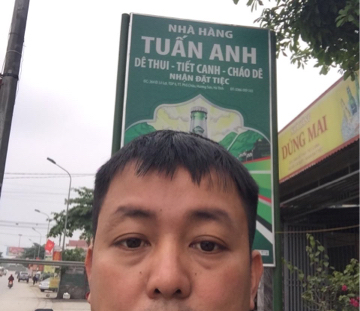 NHÀ HÀNG
TUẤN ANH
DÊ THUI - TIẾT CANH - CHÁO DÊ
NHẬN ĐẶT TIỆC
DŨNG MAI